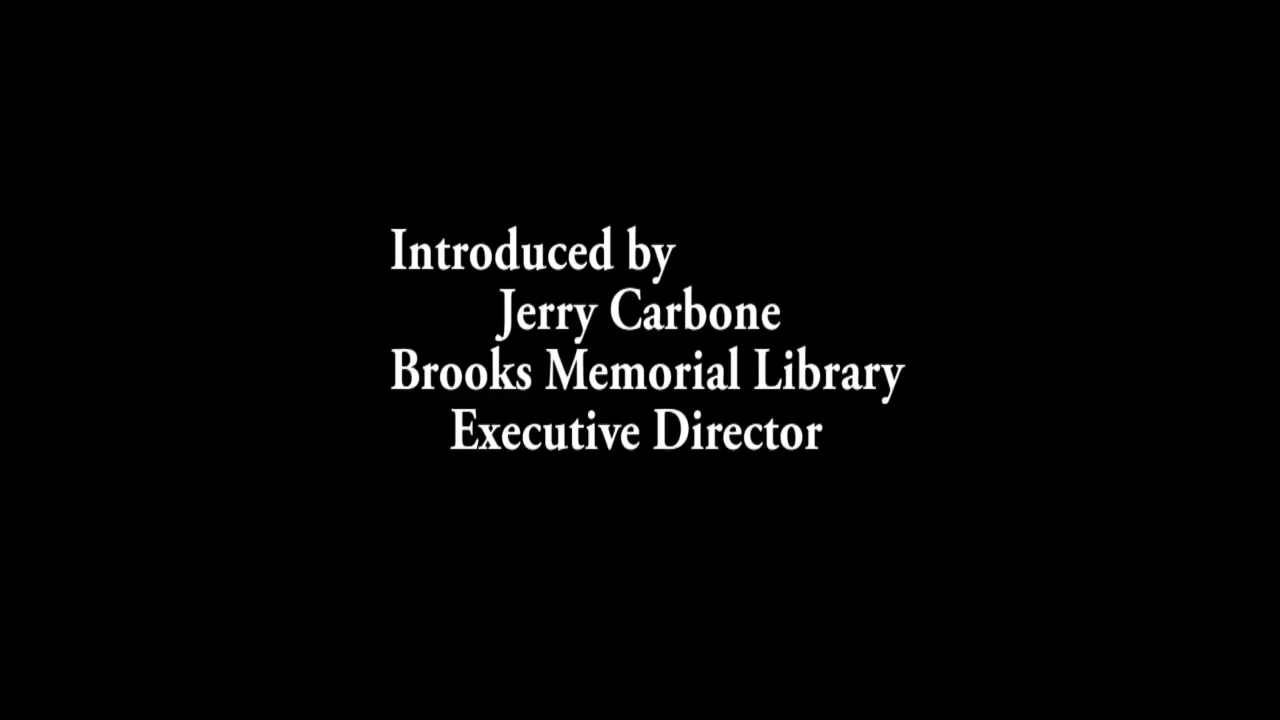 Introduced by
Jerry Carbone
Brooks Memorial Library
Executive Director